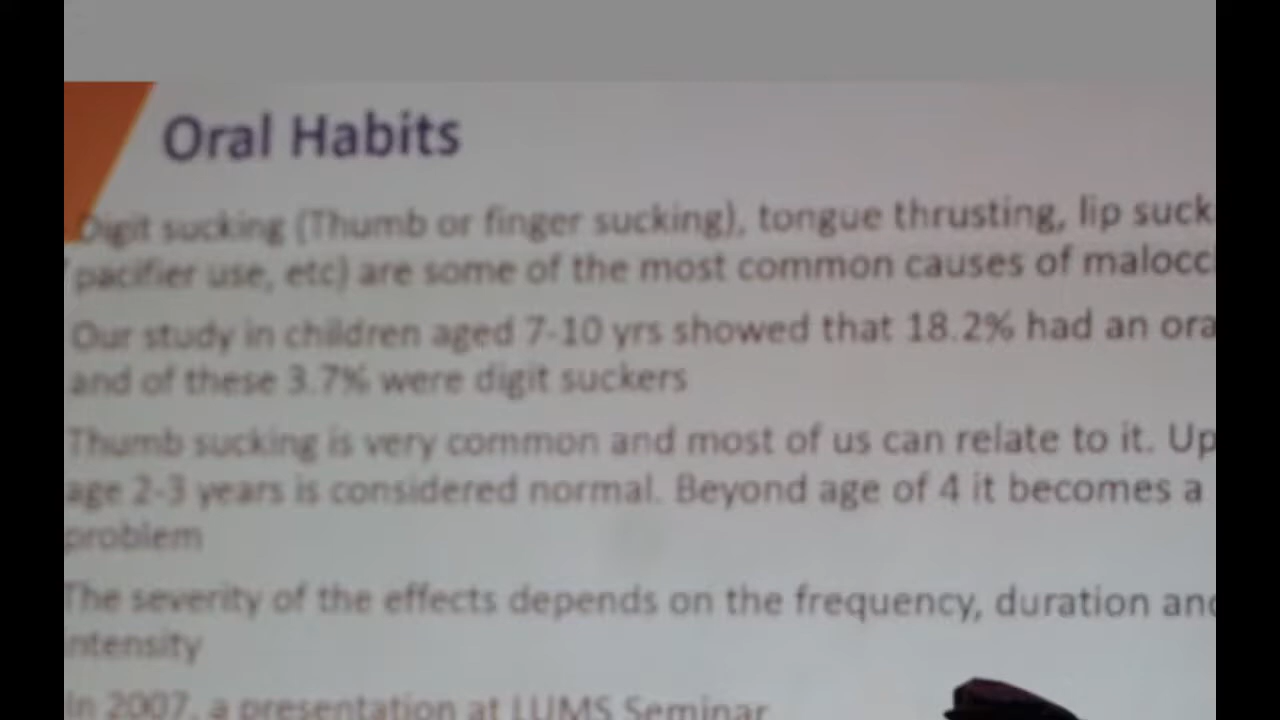 Oral Habits
Digit sucking (Thumb or finger sucking), tongue thrusting, lip suck
pacifier use, etc) are some of the most common causes of malocc
Our study in children aged 7-10 yrs showed that 18.2% had an ora
and of these 3.7% were digit suckers
Thumb sucking is very common and most of us can relate to it. Up
age 2-3 years is considered normal. Beyond age of 4 it becomes a
problem
The severity of the effects depends on the frequency, duration and
intensity
In 2007, a presentation at LUMS Seminar